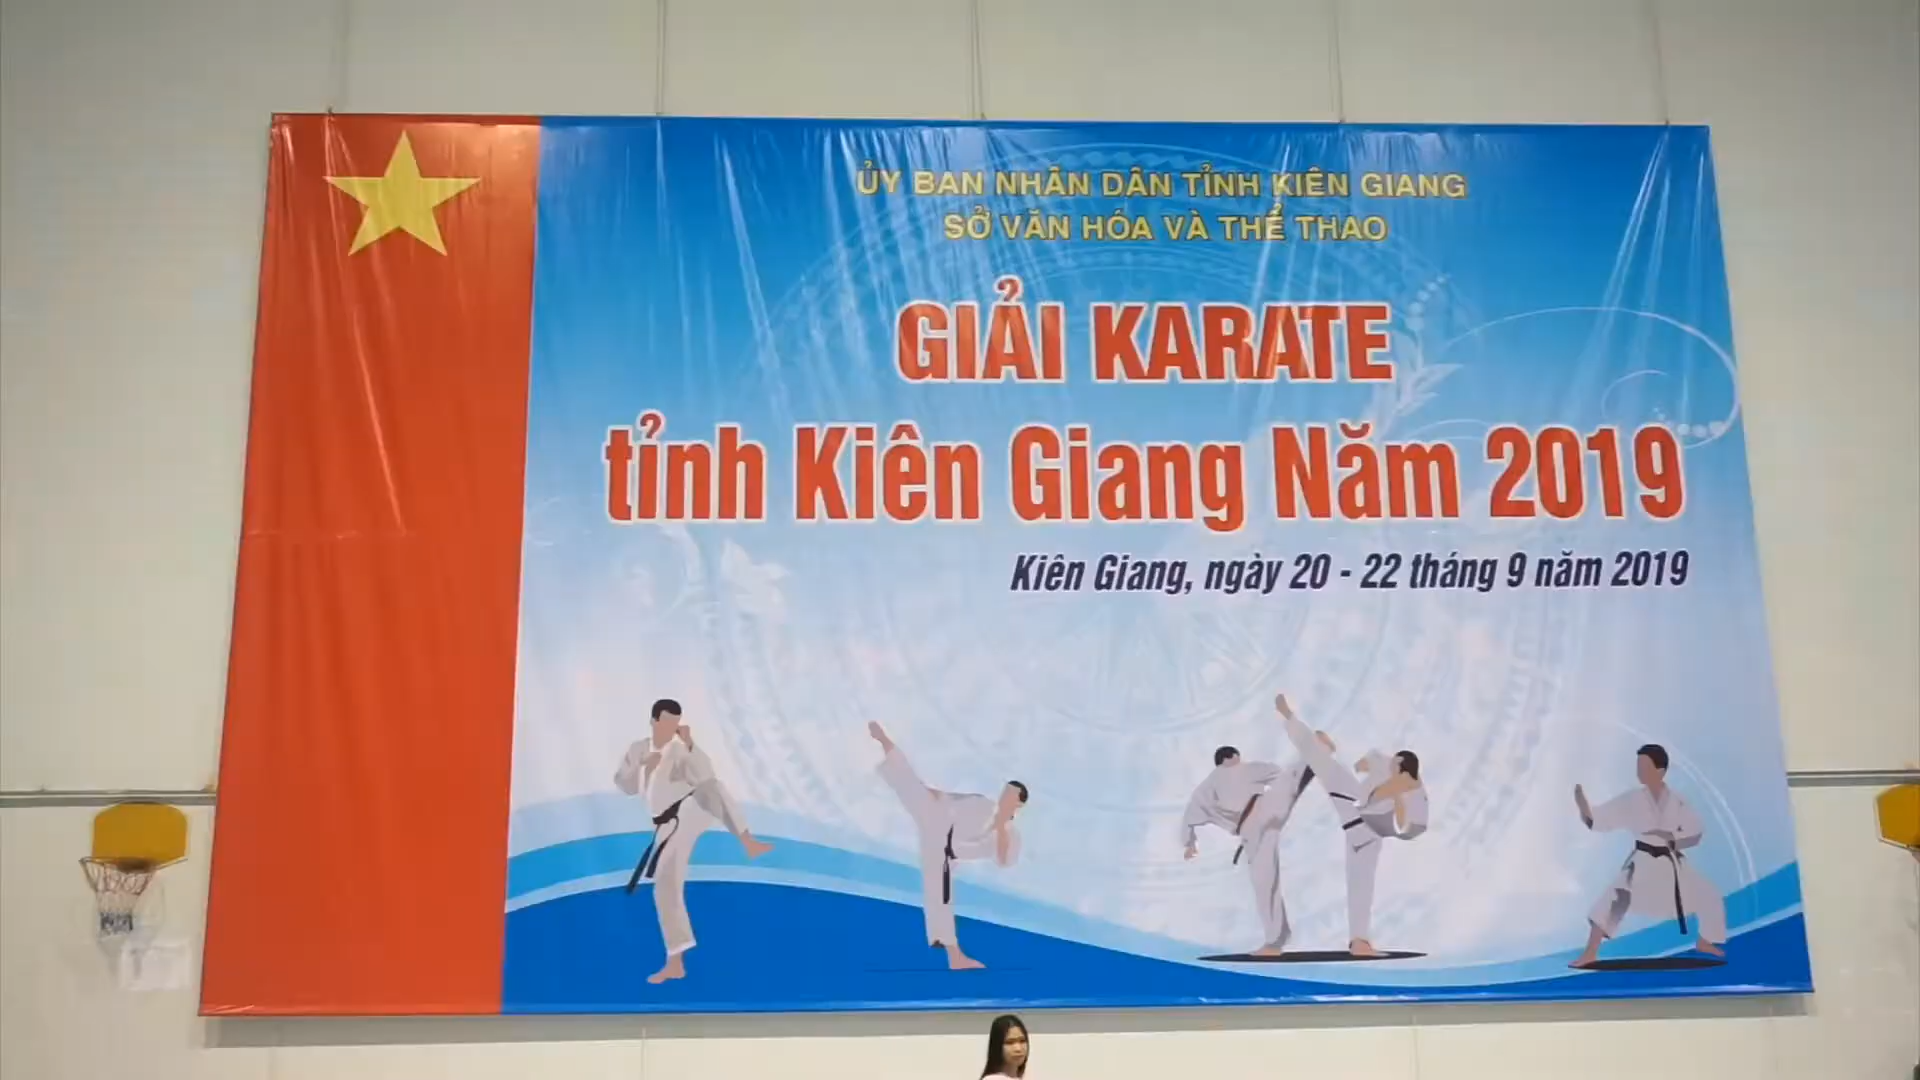 ỦY BAN NHÂN DÂN TỈNH KIÊN GIANG
SỞ VĂN HÓA VÀ THỂ THAO
GIẢI KARATE
tỉnh Kiên Giang Năm 2019
Kiên Giang, ngày 20 - 22 tháng 9 năm 2019